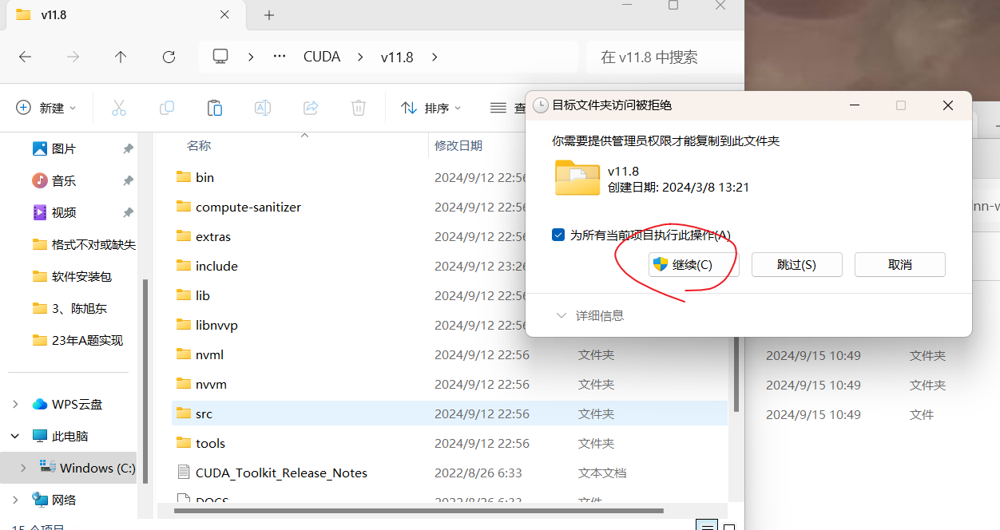 v11.8
CUDA
v11.8
在 v11.8 中搜索
新建
排序
图片
音乐
视频
格式不对或缺失
软件安装包
3、陈旭东
23年A题实现
WPS云盘
此电脑
Windows (C:)
网络
15 个项目
名称 修改日期
bin 2024/9/12 22:56
compute-sanitizer 2024/9/12 22:56
extras 2024/9/12 22:56
include 2024/9/12 23:26
lib 2024/9/12 22:56
libnvvp 2024/9/12 22:56
nvml 2024/9/12 22:56 文件夹
nvvm 2024/9/12 22:56 文件夹
src 2024/9/12 22:56 文件夹
tools 2024/9/12 22:56 文件夹
CUDA_Toolkit_Release_Notes 2022/8/26 6:33 文本文档
DOCS 2022/8/26 6:33 文件
目标文件夹访问被拒绝
你需要提供管理员权限才能复制到此文件夹
v11.8
创建日期: 2024/3/8 13:21
为所有当前项目执行此操作(A)
继续(C) 跳过(S) 取消
详细信息
2024/9/15 10:49 文件夹
2024/9/15 10:49 文件夹
2024/9/15 10:49 文件